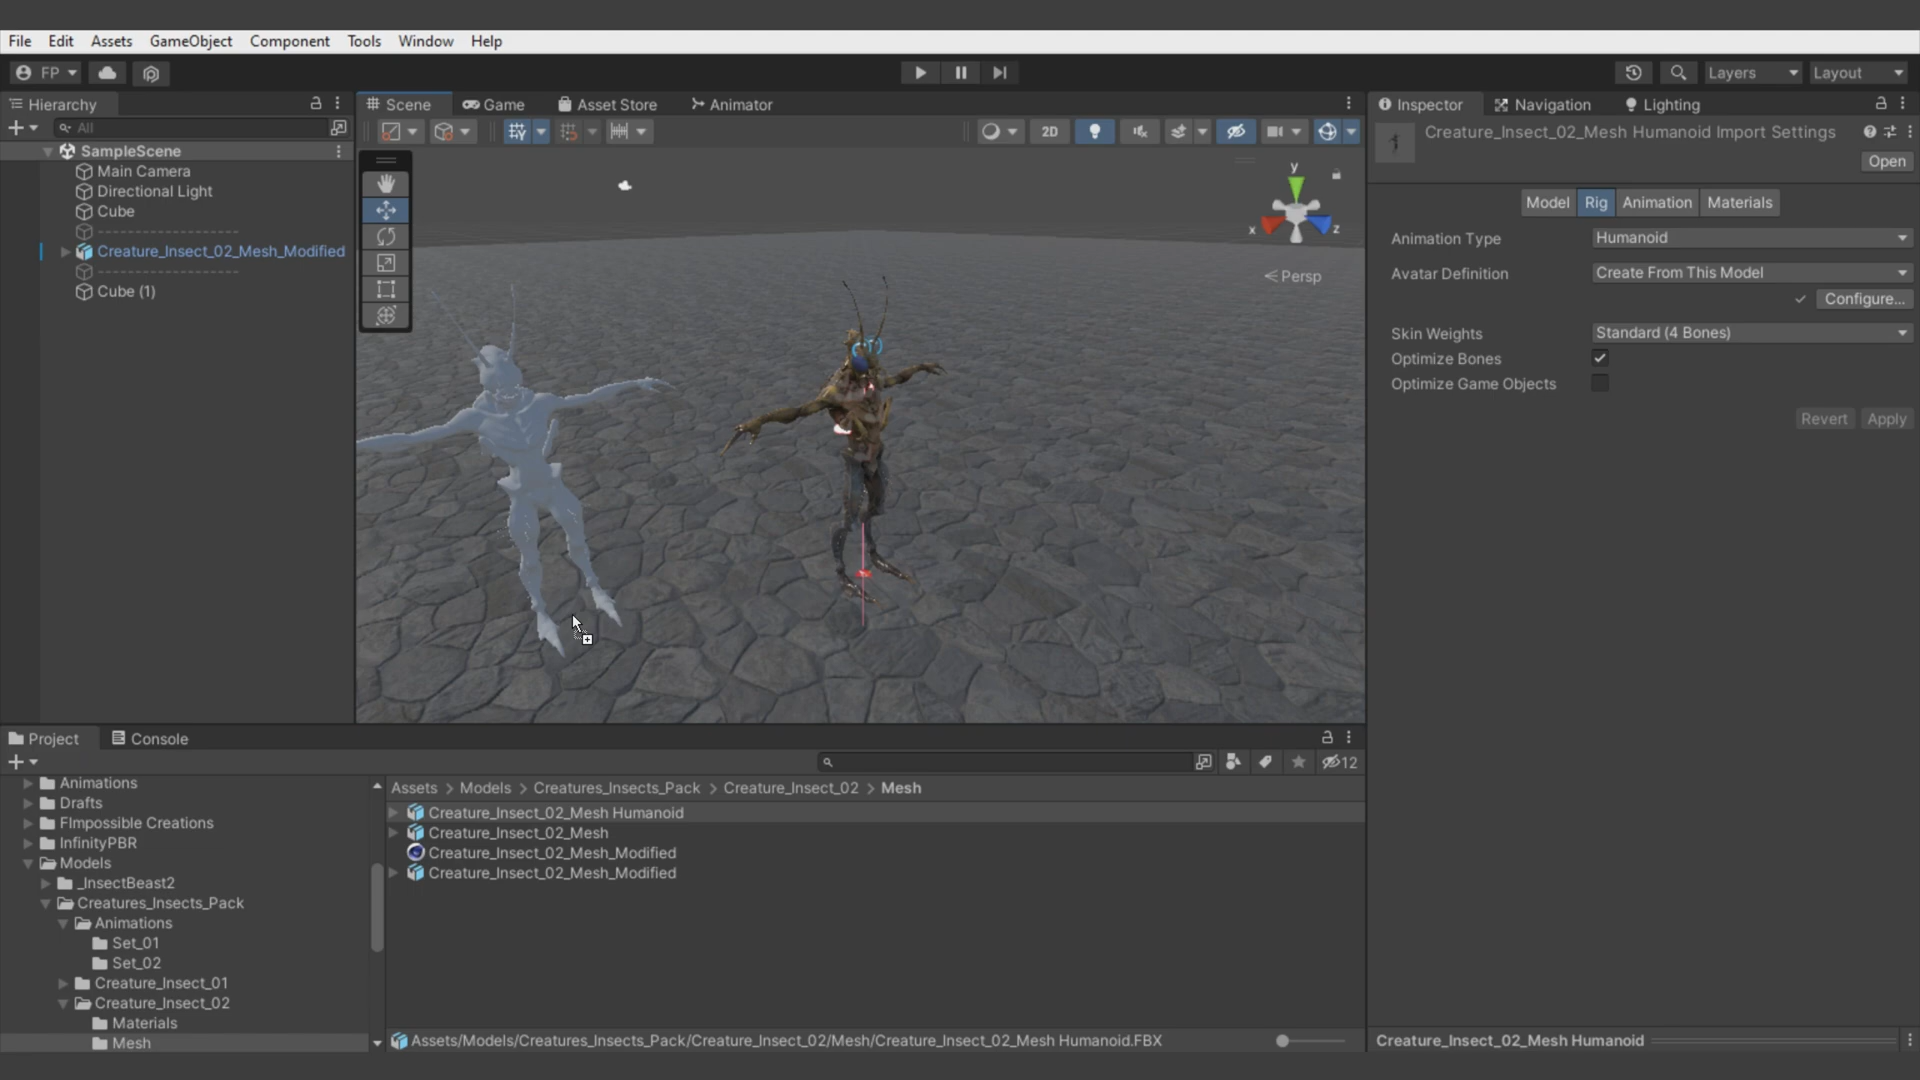 File Edit Assets GameObject Component Tools Window Help
FP Layers Layout
Hierarchy
All
SampleScene
Main Camera
Directional Light
Cube
--------------------
Creature_Insect_02_Mesh_Modified
--------------------
Cube (1)
Scene Game Asset Store Animator
2D
y
x z
Persp
Inspector Navigation Lighting
Creature_Insect_02_Mesh Humanoid Import Settings
Open
Model Rig Animation Materials
Animation Type Humanoid
Avatar Definition Create From This Model
Configure...
Skin Weights Standard (4 Bones)
Optimize Bones
Optimize Game Objects
Revert Apply
Project Console
12
Animations
Drafts
FImpossible Creations
InfinityPBR
Models
_InsectBeast2
Creatures_Insects_Pack
Animations
Set_01
Set_02
Creature_Insect_01
Creature_Insect_02
Materials
Mesh
Assets > Models > Creatures_Insects_Pack > Creature_Insect_02 > Mesh
Creature_Insect_02_Mesh Humanoid
Creature_Insect_02_Mesh
Creature_Insect_02_Mesh_Modified
Creature_Insect_02_Mesh_Modified
Assets/Models/Creatures_Insects_Pack/Creature_Insect_02/Mesh/Creature_Insect_02_Mesh Humanoid.FBX
Creature_Insect_02_Mesh Humanoid